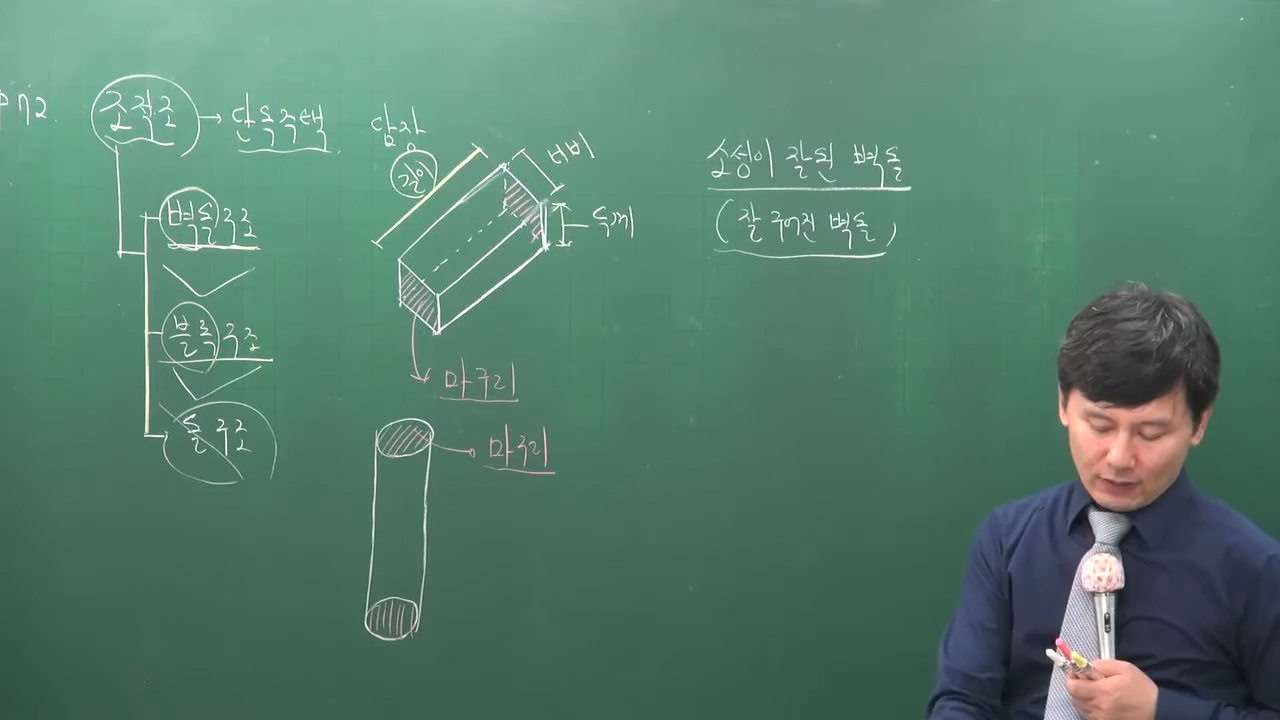 P72
조적조 → 단독주택
벽돌구조
블록구조
돌구조
담장
길이
너비
두께
마구리
마구리
소성이 잘된 벽돌
(잘 구어진 벽돌)